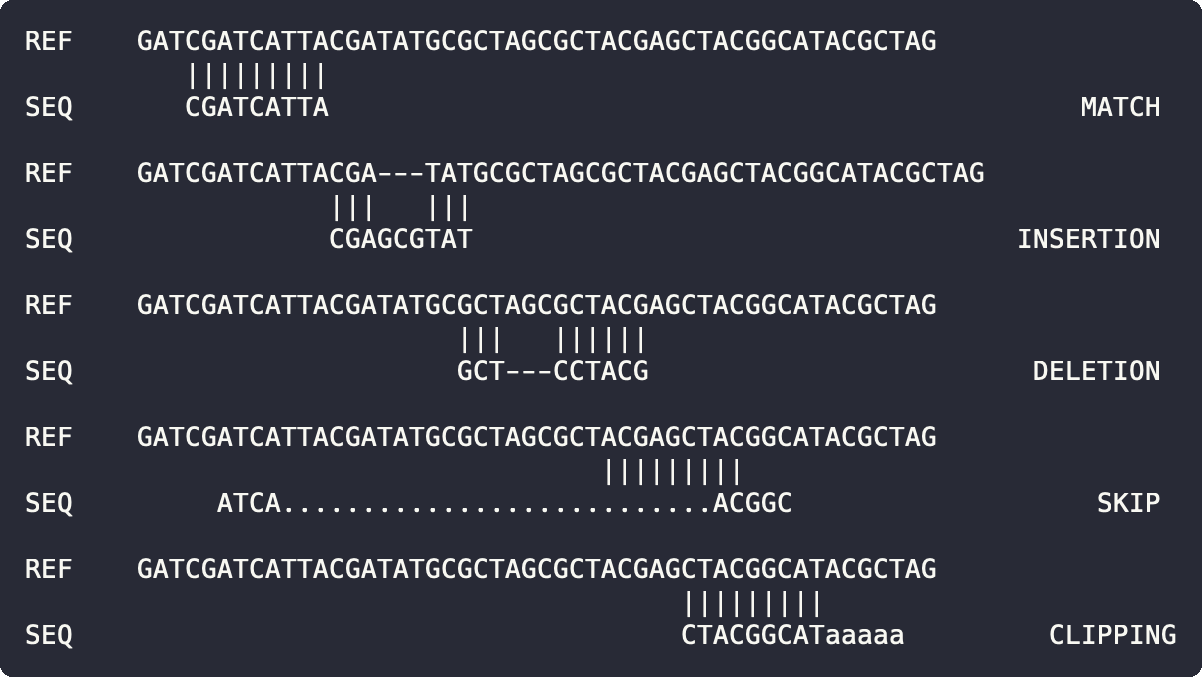 REF    GATCGATCATTACGATATGCGCTAGCGCTACGAGCTACGGCATACGCTAG
          |||||||||
SEQ       CGATCATTA                                               MATCH
REF    GATCGATCATTACGA---TATGCGCTAGCGCTACGAGCTACGGCATACGCTAG
                   |||   |||
SEQ                CGAGCGTAT                                  INSERTION
REF    GATCGATCATTACGATATGCGCTAGCGCTACGAGCTACGGCATACGCTAG
                           |||   ||||||
SEQ                        GCT---CCTACG                        DELETION
REF    GATCGATCATTACGATATGCGCTAGCGCTACGAGCTACGGCATACGCTAG
                                    |||||||||
SEQ         ATCA...........................ACGGC                   SKIP
REF    GATCGATCATTACGATATGCGCTAGCGCTACGAGCTACGGCATACGCTAG
                                         |||||||||
SEQ                                      CTACGGCATaaaaa         CLIPPING